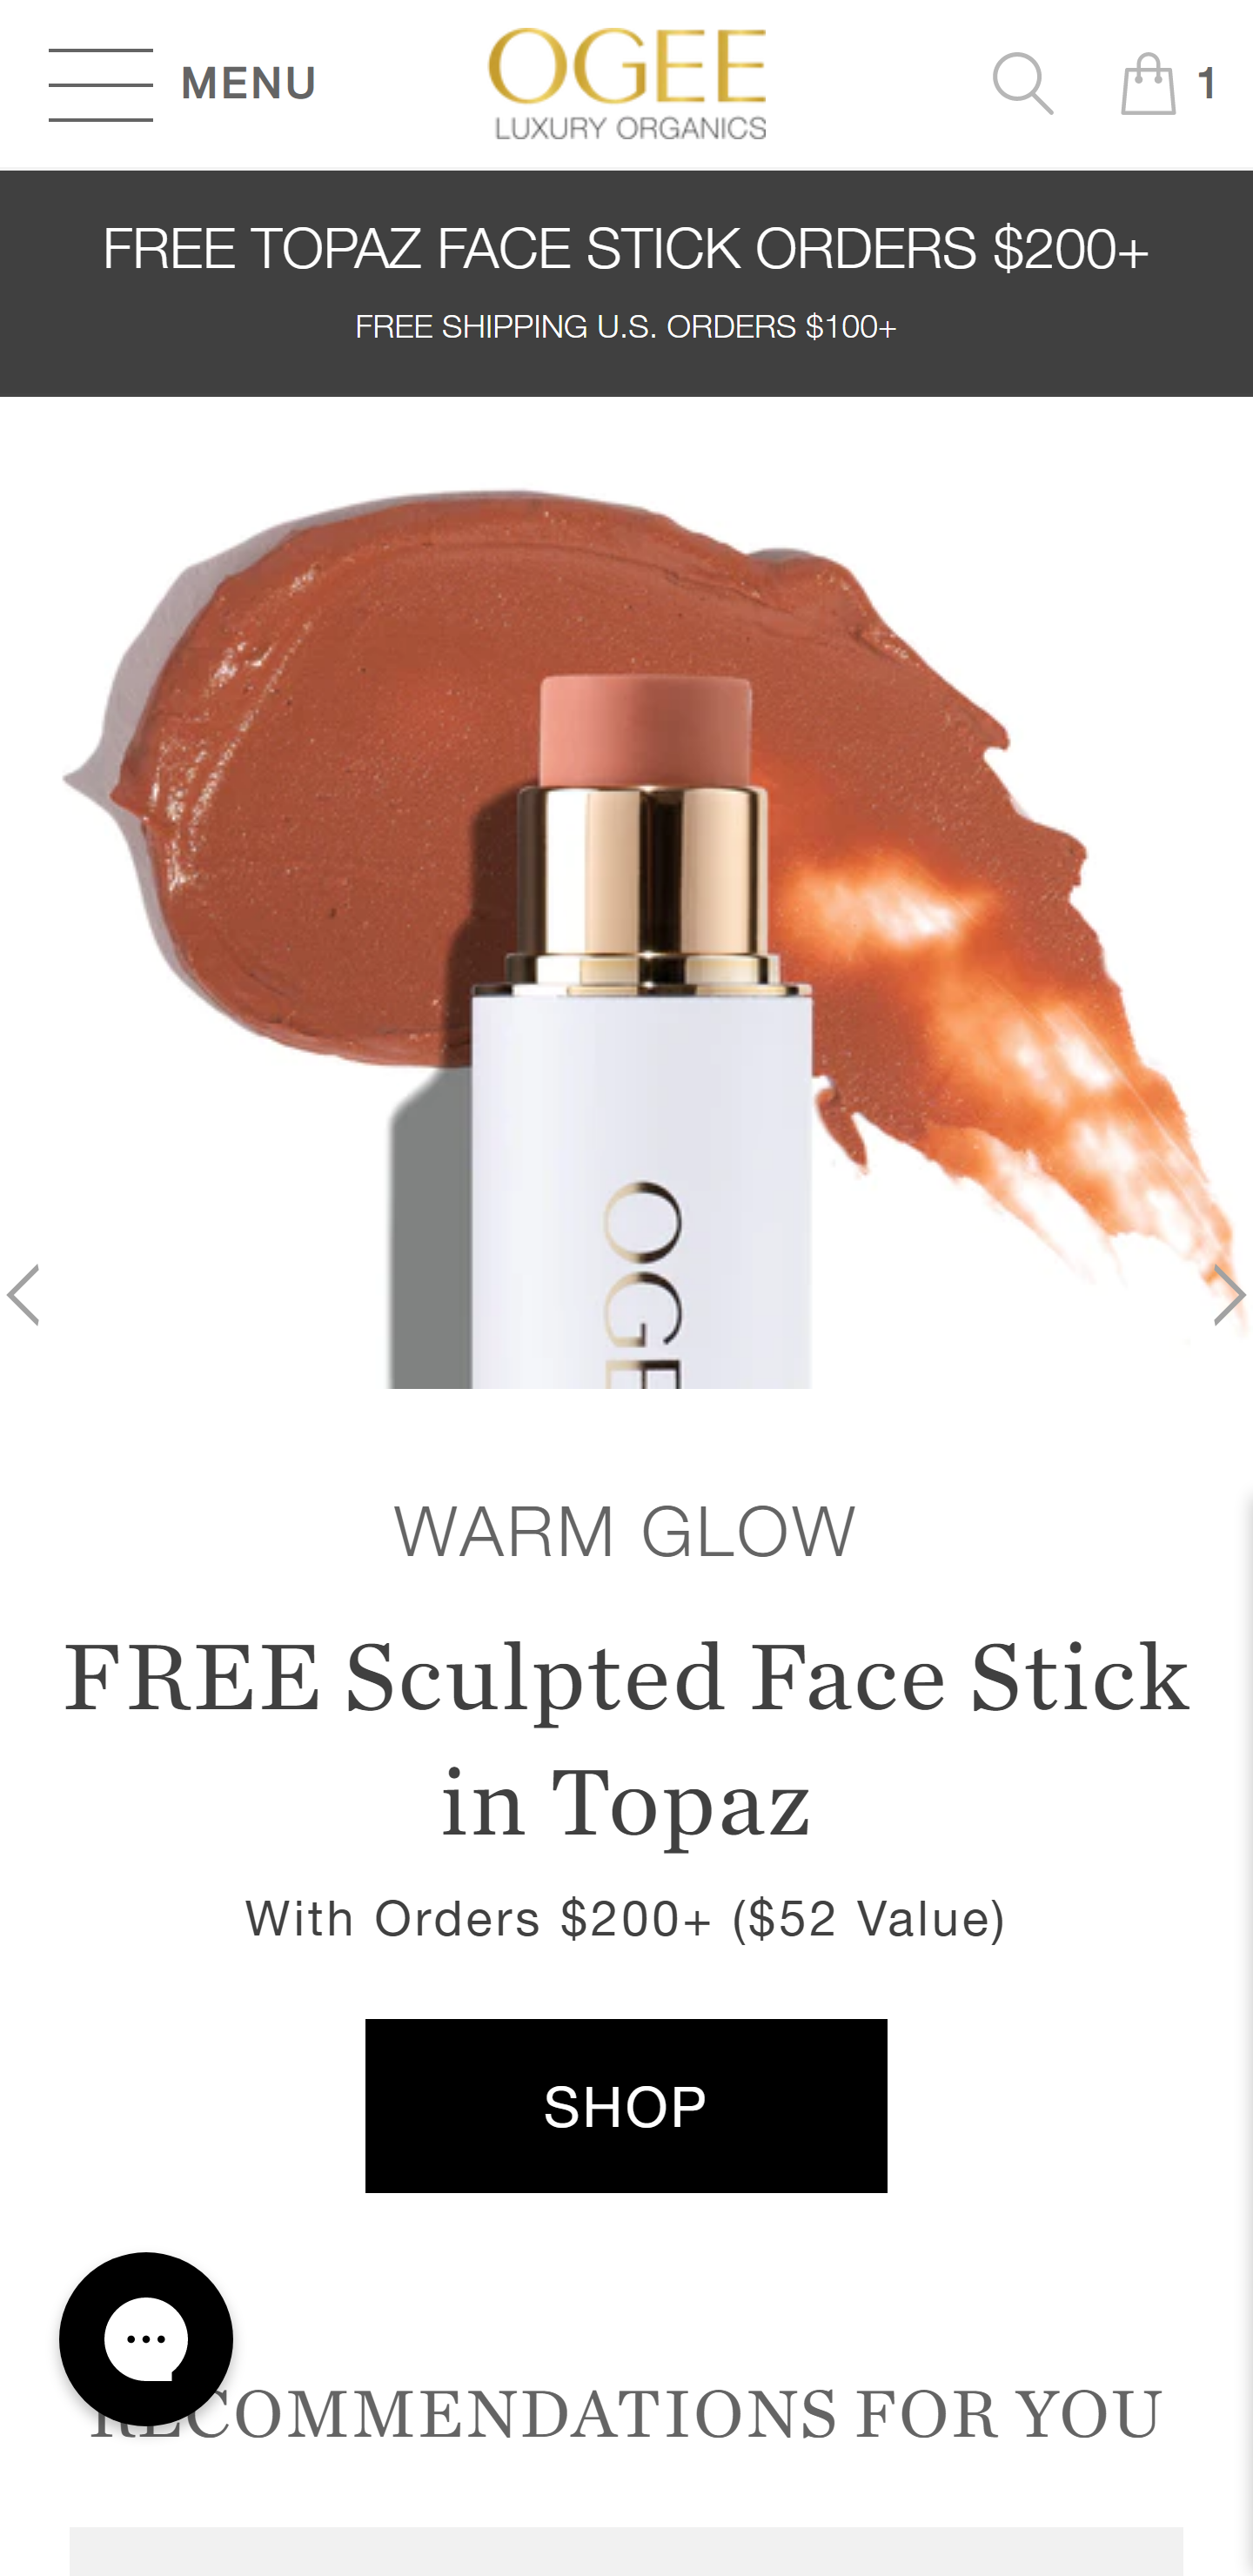 MENU
OGEE
LUXURY ORGANICS
1
FREE TOPAZ FACE STICK ORDERS $200+
FREE SHIPPING U.S. ORDERS $100+
OGE
WARM GLOW
FREE Sculpted Face Stick
in Topaz
With Orders $200+ ($52 Value)
SHOP
RECOMMENDATIONS FOR YOU